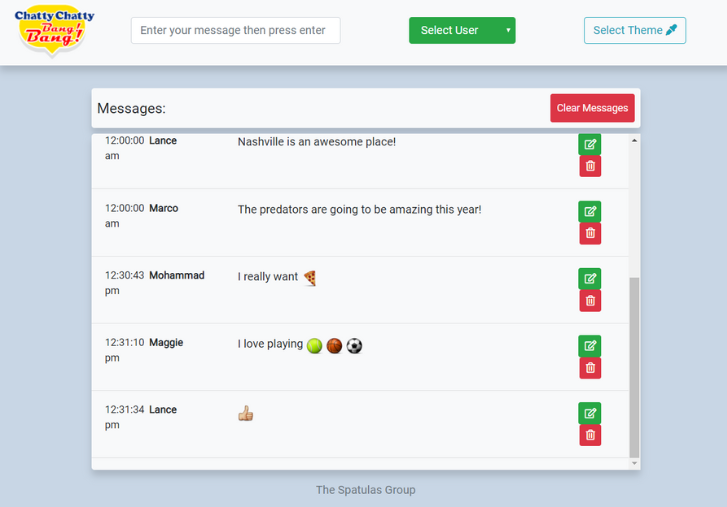 Chatty Chatty
Bang!
Bang!
Enter your message then press enter
Select User
Select Theme
Messages:
Clear Messages
12:00:00 am Lance Nashville is an awesome place!
12:00:00 am Marco The predators are going to be amazing this year!
12:30:43 pm Mohammad I really want 🍕
12:31:10 pm Maggie I love playing 🎾 🏀 ⚽
12:31:34 pm Lance 👍
The Spatulas Group